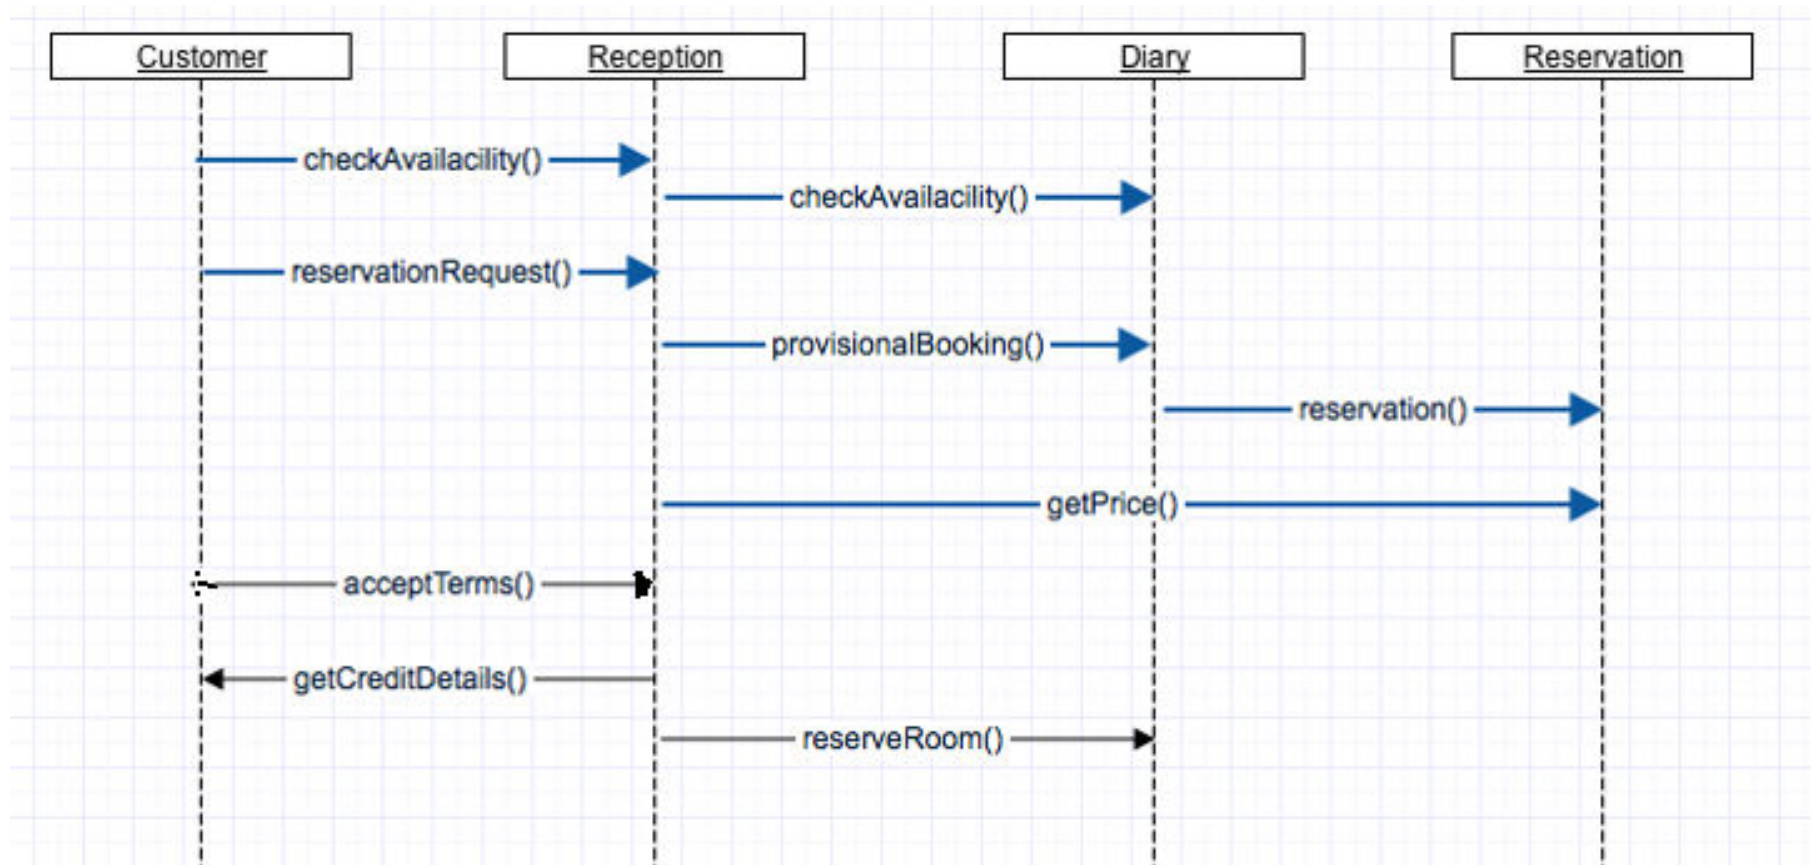 Customer
Reception
Diary
Reservation
checkAvailacility()
checkAvailacility()
reservationRequest()
provisionalBooking()
reservation()
getPrice()
acceptTerms()
getCreditDetails()
reserveRoom()